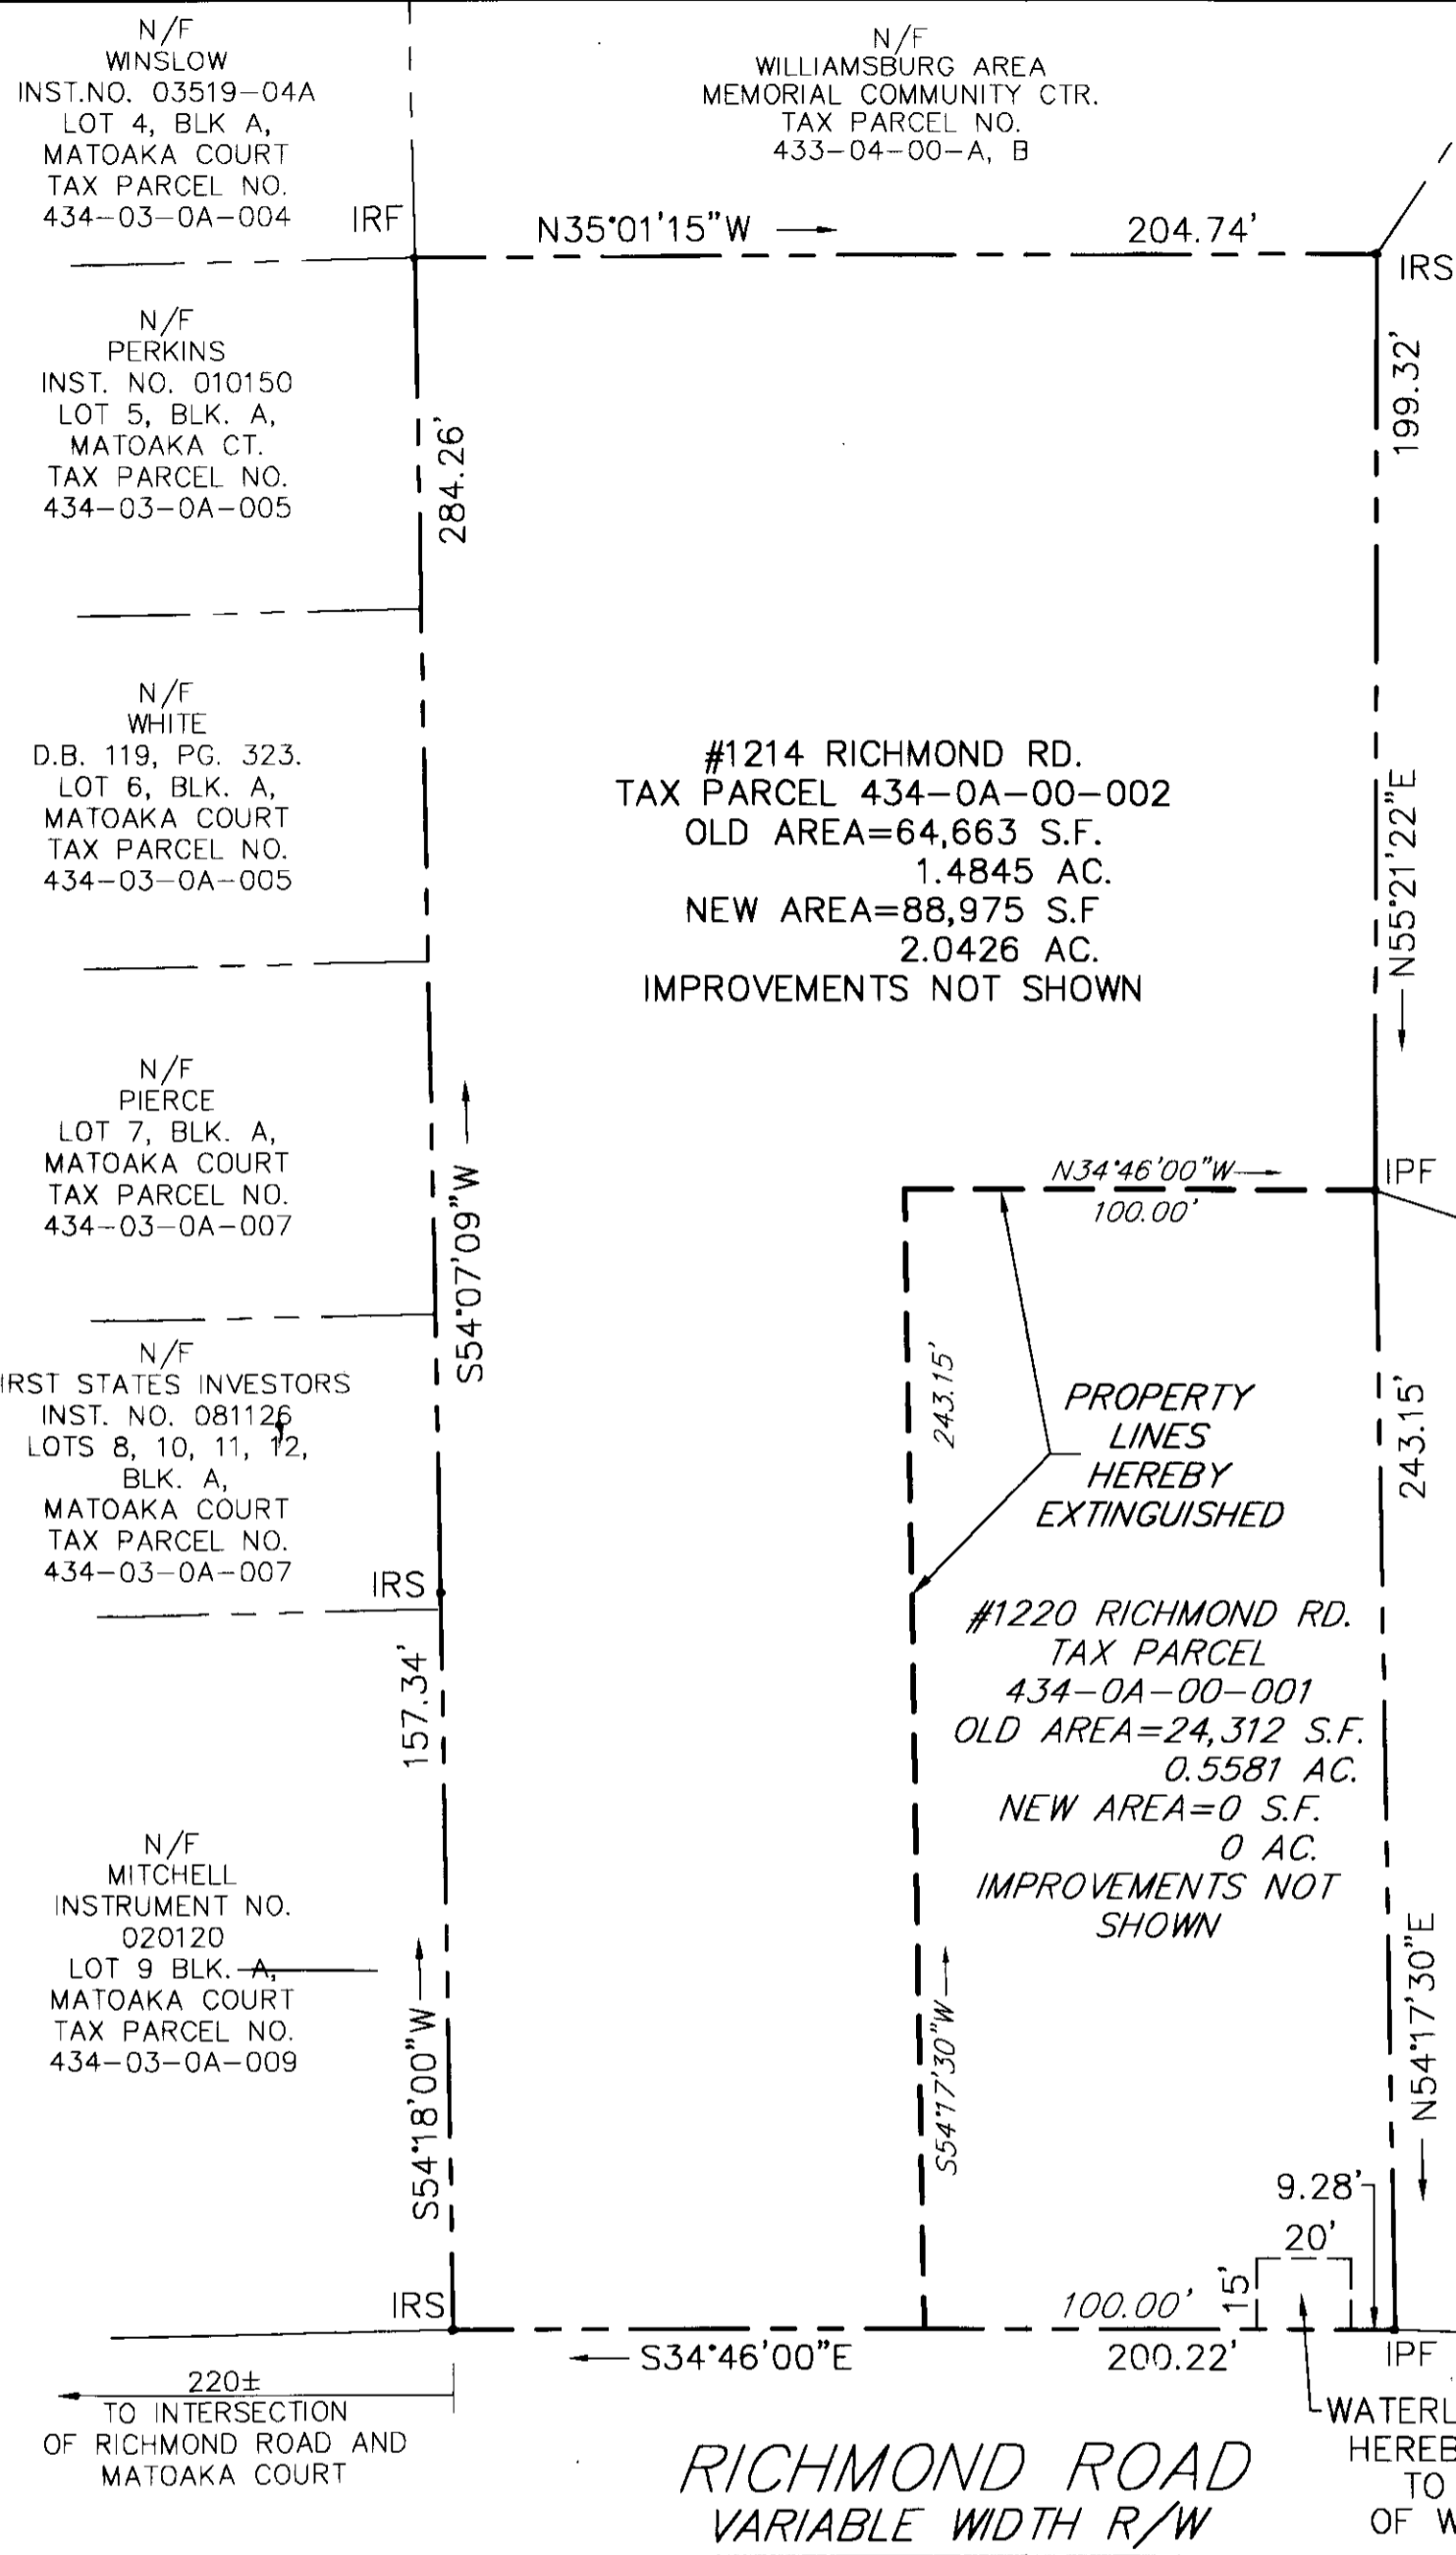 N/F
WINSLOW
INST.NO. 03519-04A
LOT 4, BLK A,
MATOAKA COURT
TAX PARCEL NO.
434-03-0A-004
IRF
N/F
WILLIAMSBURG AREA
MEMORIAL COMMUNITY CTR.
TAX PARCEL NO.
433-04-00-A, B
N35°01'15"W
204.74'
IRS
N/F
PERKINS
INST. NO. 010150
LOT 5, BLK. A,
MATOAKA CT.
TAX PARCEL NO.
434-03-0A-005
284.26'
199.32'
N/F
WHITE
D.B. 119, PG. 323.
LOT 6, BLK. A,
MATOAKA COURT
TAX PARCEL NO.
434-03-0A-005
#1214 RICHMOND RD.
TAX PARCEL 434-0A-00-002
OLD AREA=64,663 S.F.
1.4845 AC.
NEW AREA=88,975 S.F
2.0426 AC.
IMPROVEMENTS NOT SHOWN
N55°21'22"E
N/F
PIERCE
LOT 7, BLK. A,
MATOAKA COURT
TAX PARCEL NO.
434-03-0A-007
S54°07'09"W
N34°46'00"W
100.00'
IPF
N/F
IRST STATES INVESTORS
INST. NO. 081126
LOTS 8, 10, 11, 12,
BLK. A,
MATOAKA COURT
TAX PARCEL NO.
434-03-0A-007
IRS
243.15'
PROPERTY
LINES
HEREBY
EXTINGUISHED
243.15'
157.34'
#1220 RICHMOND RD.
TAX PARCEL
434-0A-00-001
OLD AREA=24,312 S.F.
0.5581 AC.
NEW AREA=0 S.F.
0 AC.
IMPROVEMENTS NOT
SHOWN
N/F
MITCHELL
INSTRUMENT NO.
020120
LOT 9 BLK. A,
MATOAKA COURT
TAX PARCEL NO.
434-03-0A-009
S54°18'00"W
S54°17'30"W
N54°17'30"E
9.28'
20'
15'
IRS
100.00'
S34°46'00"E
200.22'
IPF
220±
TO INTERSECTION
OF RICHMOND ROAD AND
MATOAKA COURT
RICHMOND ROAD
VARIABLE WIDTH R/W
WATERL
HEREB
TO
OF W